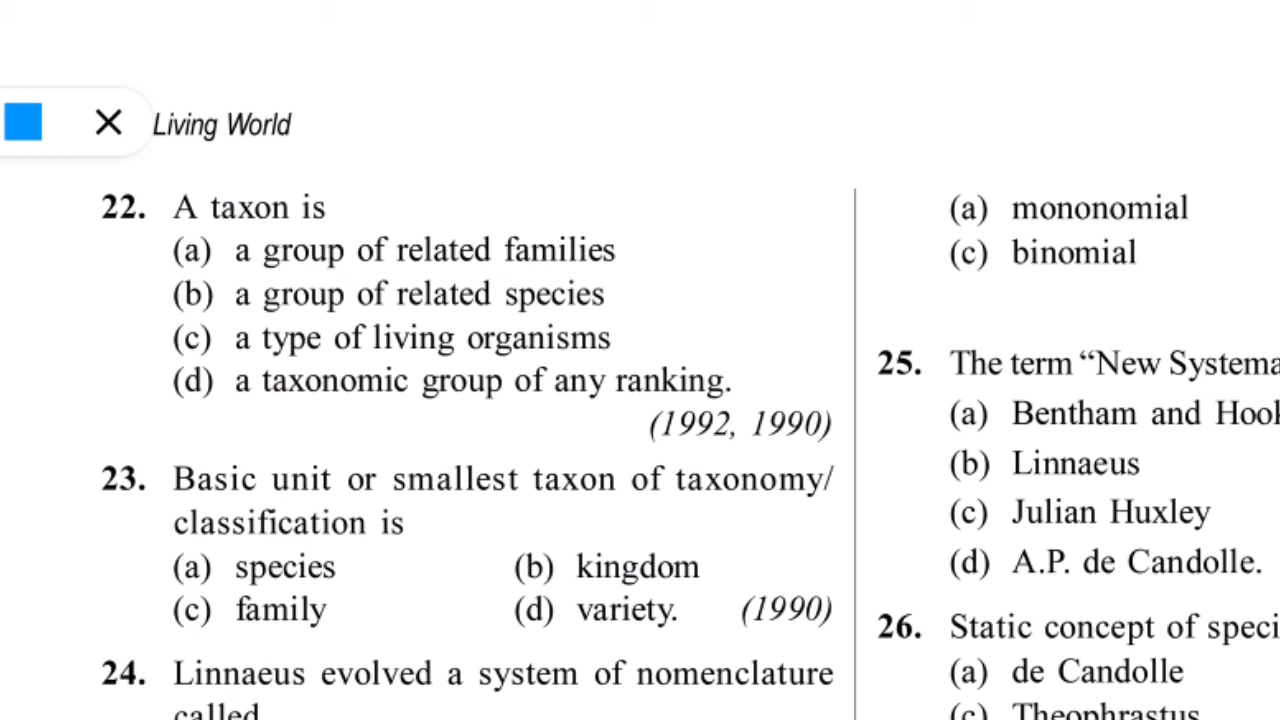 Living World
22. A taxon is
(a) a group of related families
(b) a group of related species
(c) a type of living organisms
(d) a taxonomic group of any ranking.
(1992, 1990)
23. Basic unit or smallest taxon of taxonomy/
classification is
(a) species (b) kingdom
(c) family (d) variety. (1990)
24. Linnaeus evolved a system of nomenclature
called
(a) mononomial
(c) binomial
25. The term “New
(a) Bentham and
(b) Linnaeus
(c) Julian Huxley
(d) A.P. de Candolle.
26. Static concept of
(a) de Candolle
(c) Theophrastus